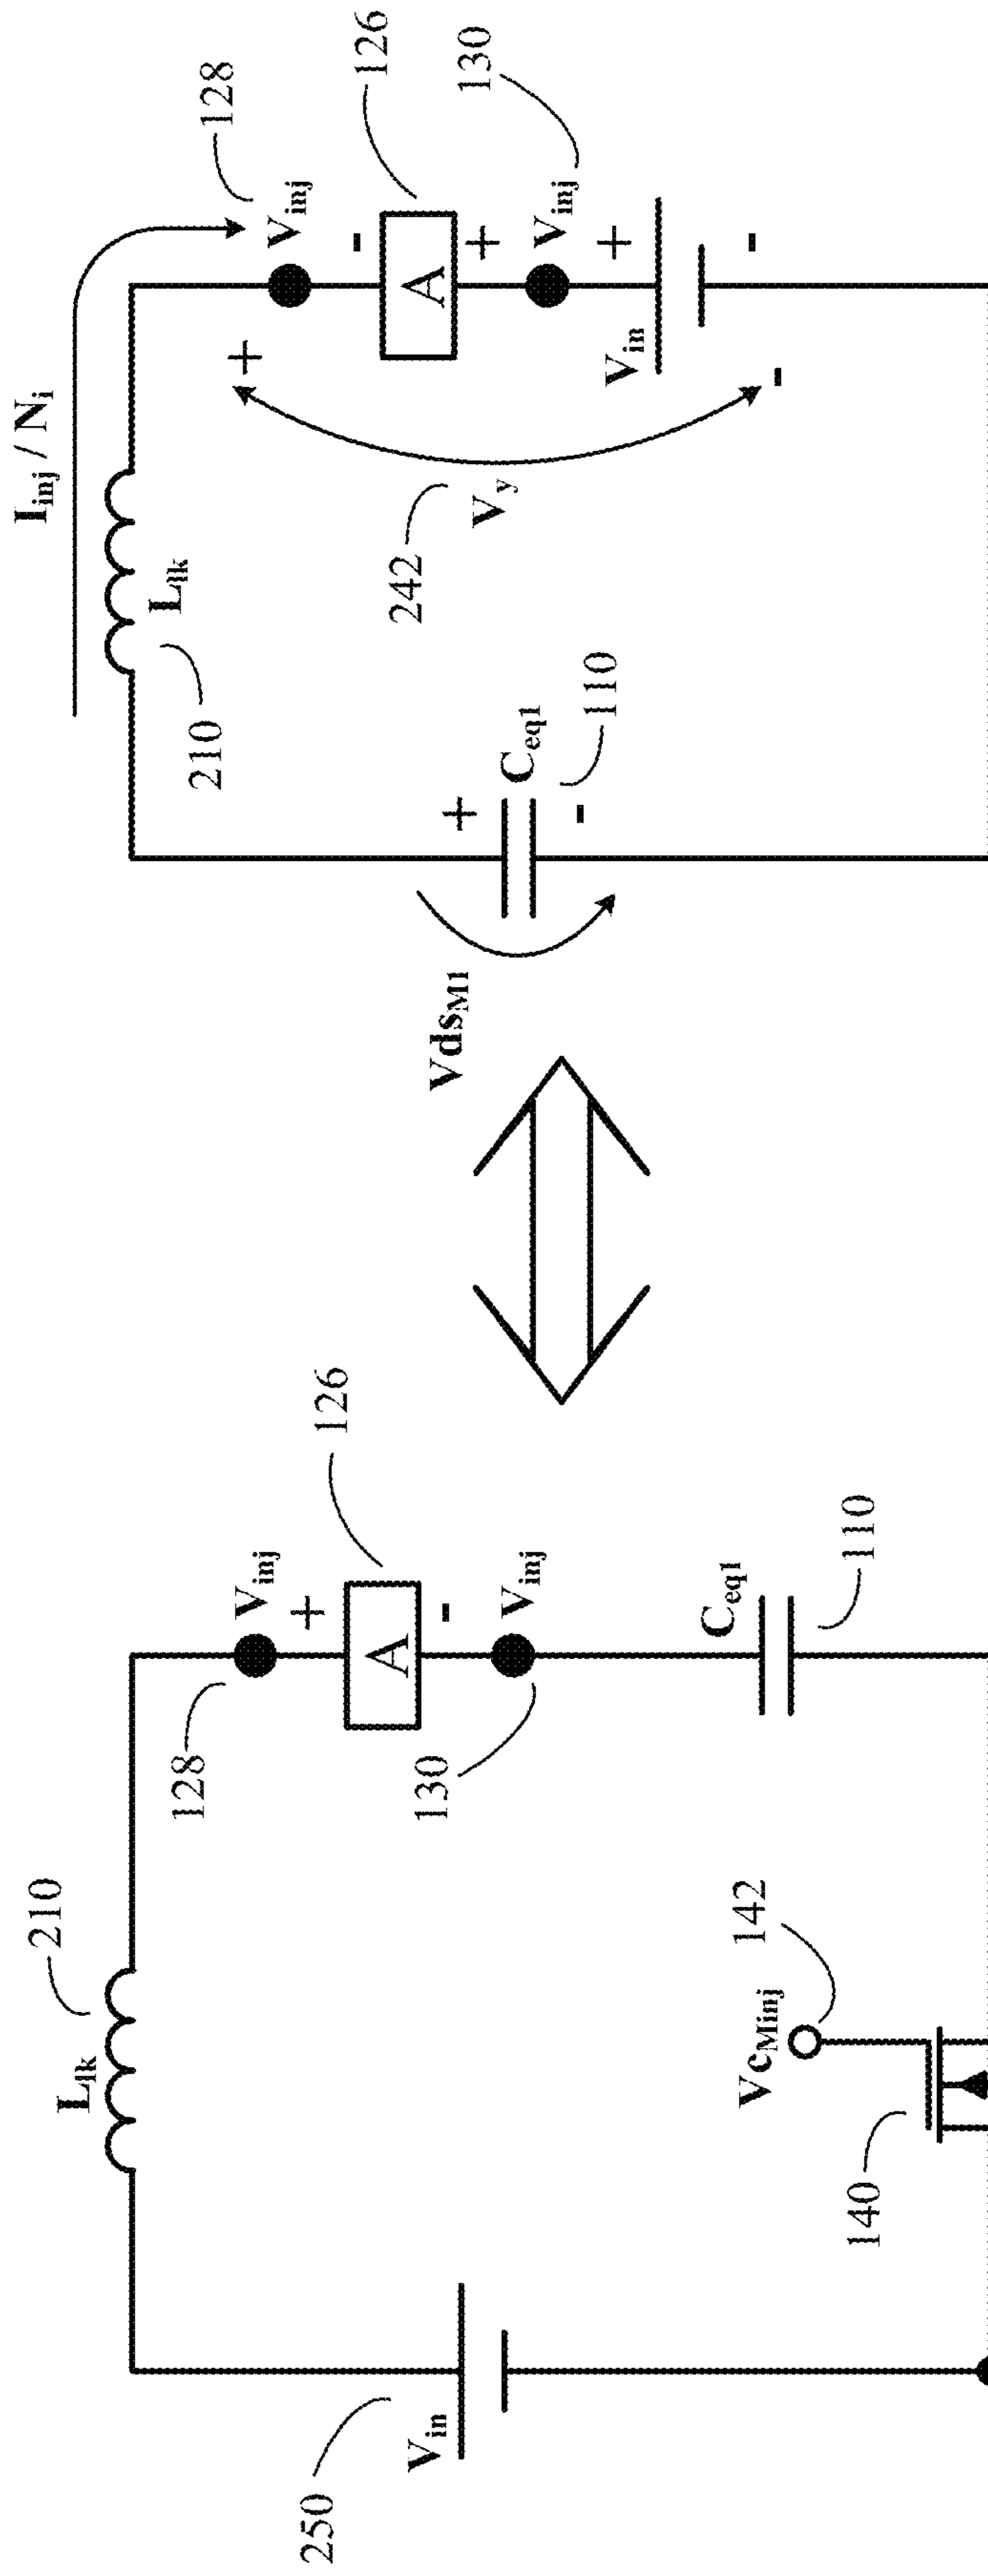 210
L_lk
128
V_inj
+
126
A
-
130
V_inj
C_eq1
110
250
V_in
Vc_Minj
142
140
I_inj / N_i
L_lk
210
128
V_inj
-
126
A
+
130
V_inj
+
V_in
-
+
242
V_y
-
+
C_eq1
-
110
Vds_M1